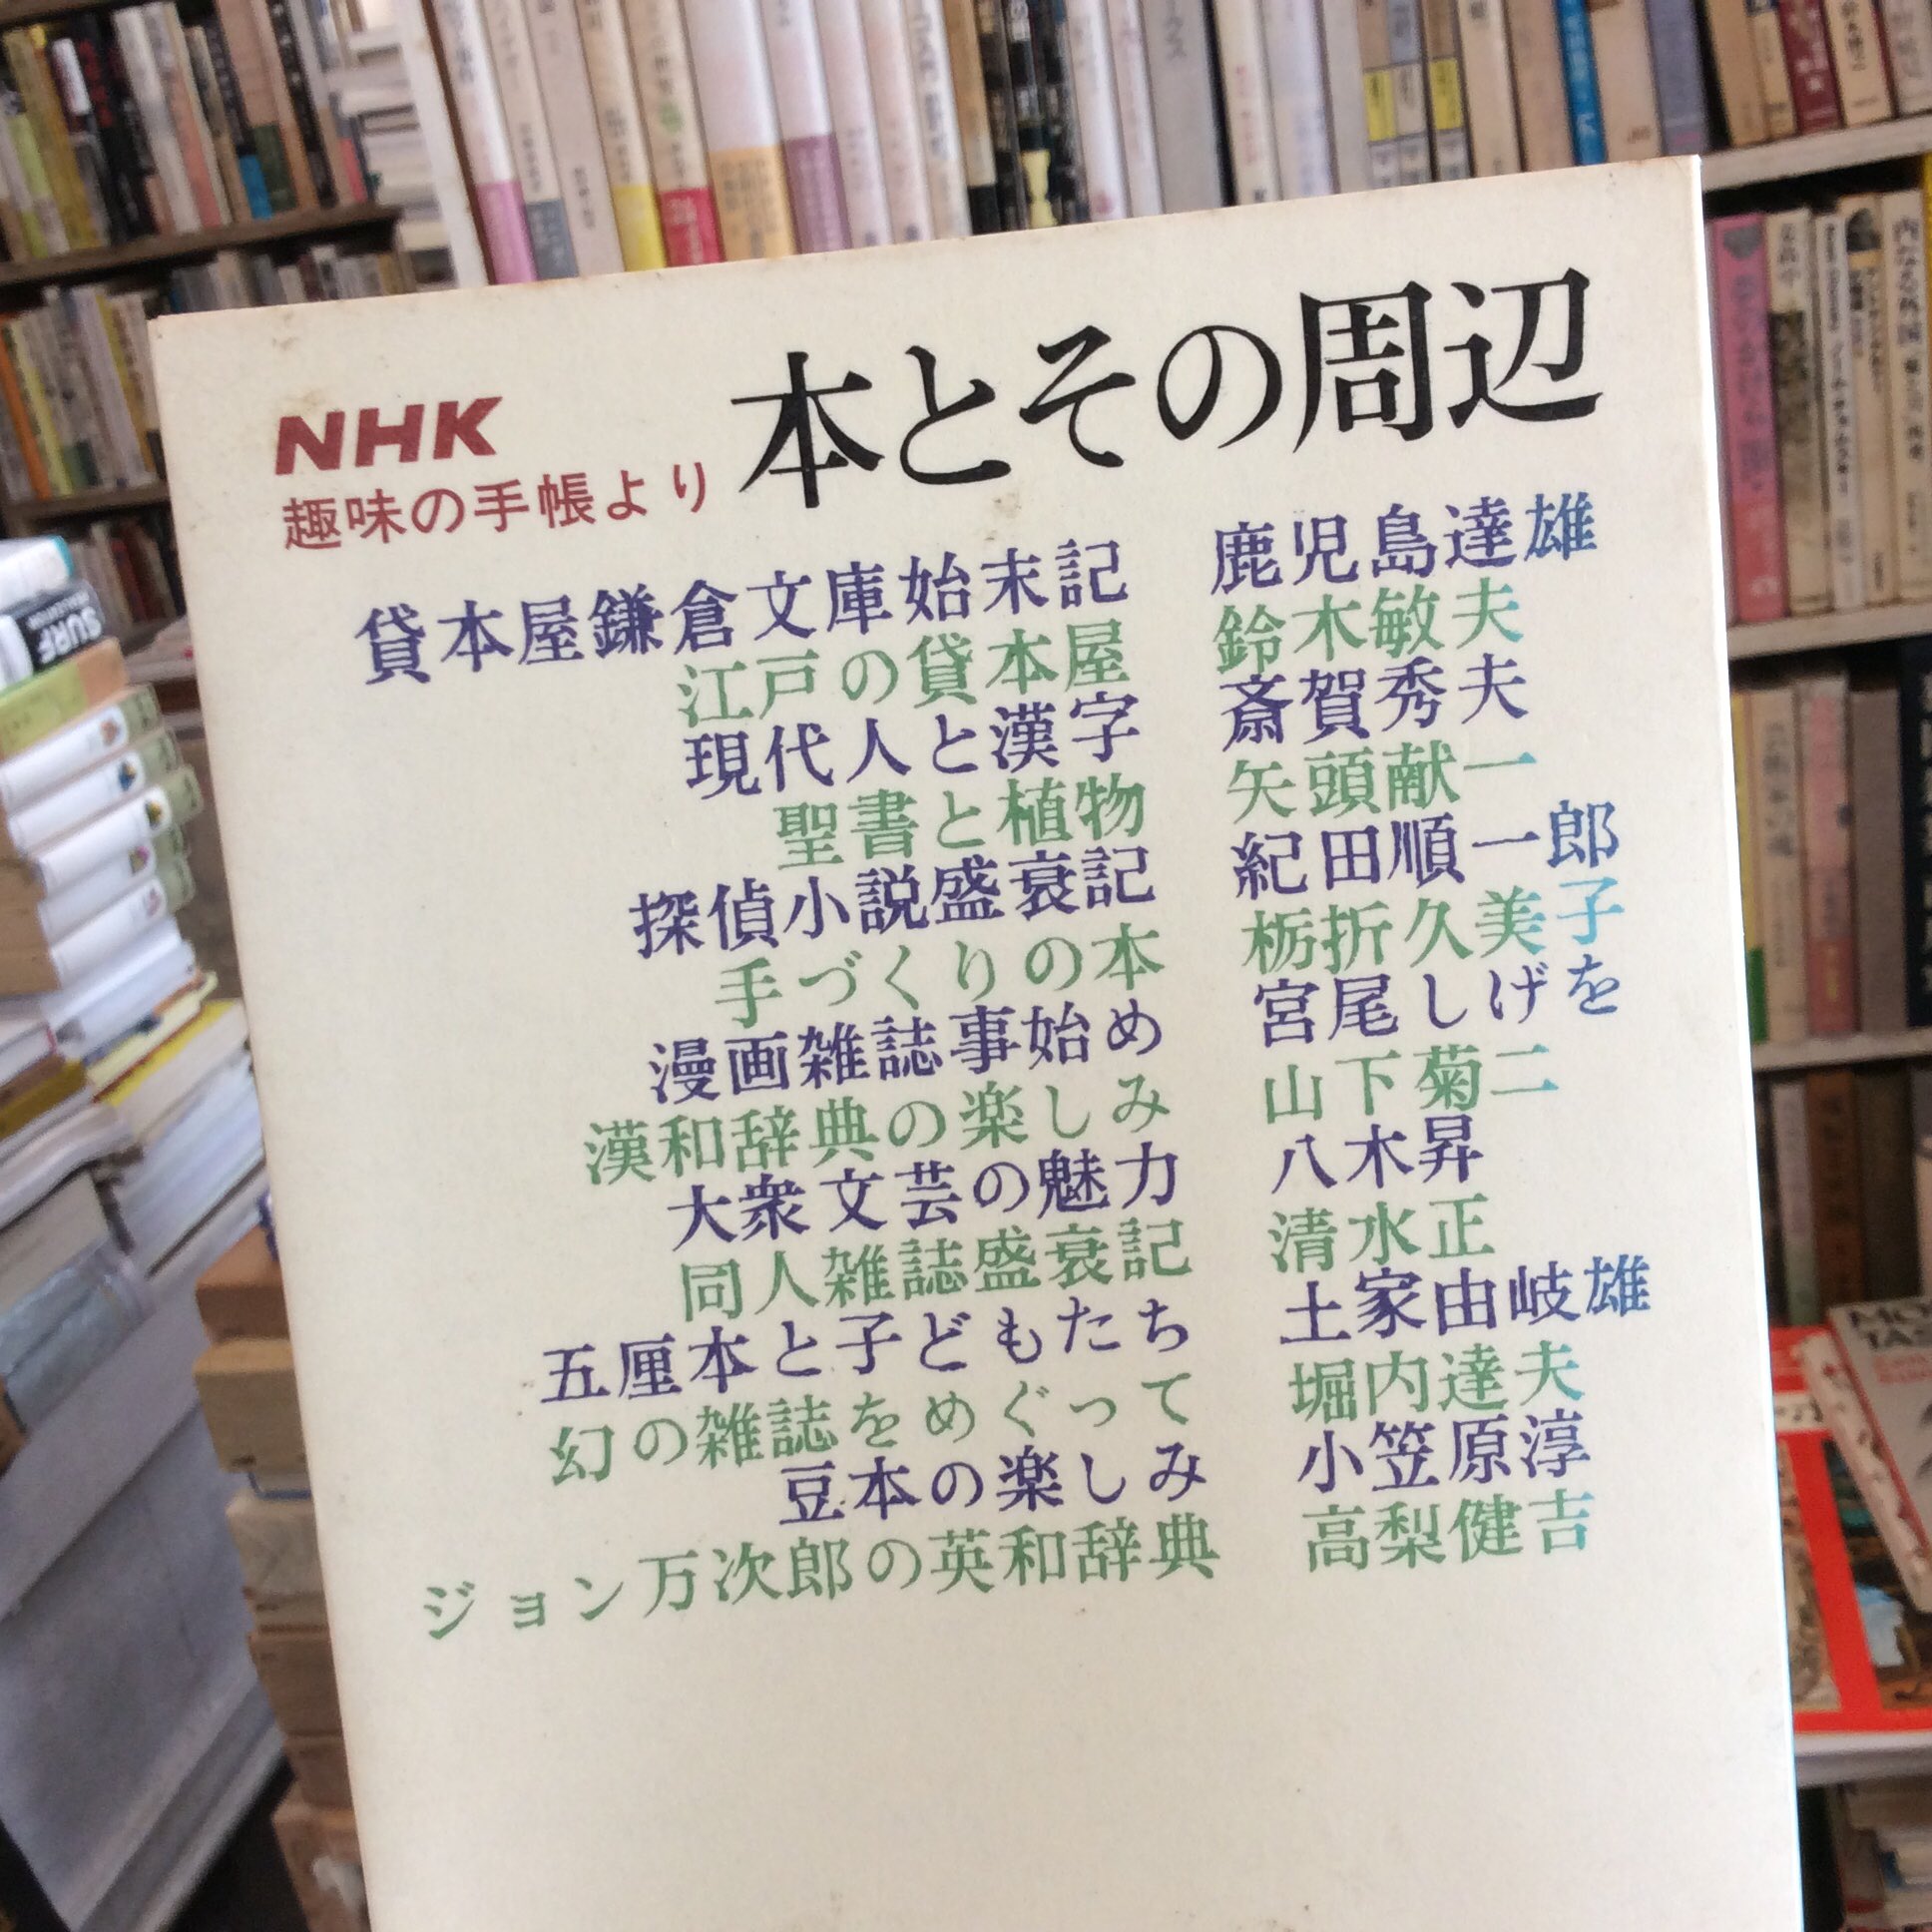 NHK
趣味の手帳より
本とその周辺
貸本屋鎌倉文庫始末記 鹿児島達雄
江戸の貸本屋 鈴木敏夫
現代人と漢字 斎賀秀夫
聖書と植物 矢頭献一
探偵小説盛衰記 紀田順一郎
手づくりの本 栃折久美子
漫画雑誌事始め 宮尾しげを
漢和辞典の楽しみ 山下菊二
大衆文芸の魅力 八木昇
同人雑誌盛衰記 清水正
五厘本と子どもたち 土家由岐雄
幻の雑誌をめぐって 堀内達夫
豆本の楽しみ 小笠原淳
ジョン万次郎の英和辞典 高梨健吉
SURF
内なる外国